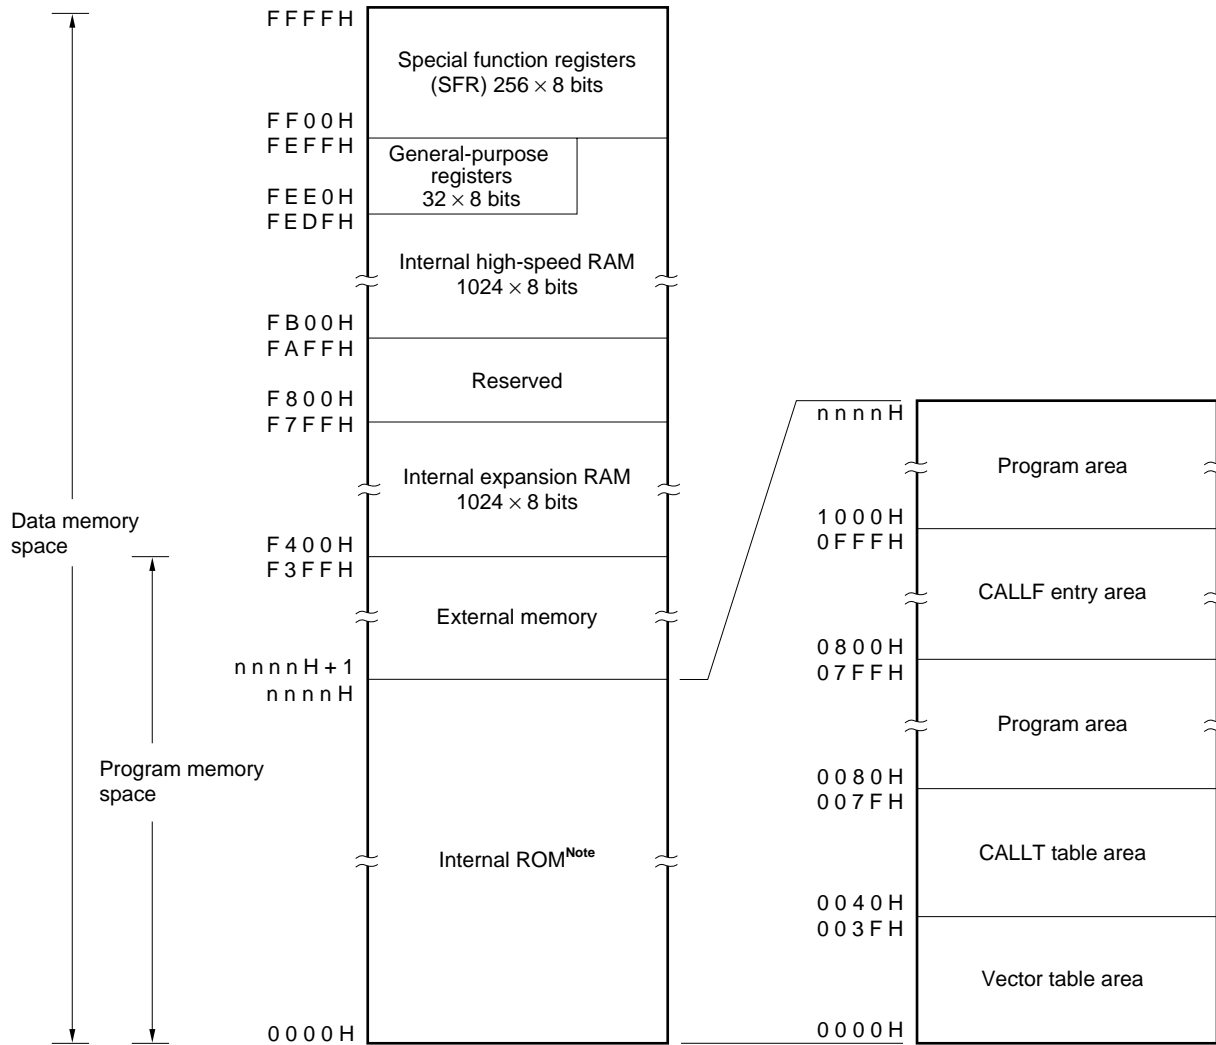 FFFFH
Special function registers
(SFR) 256 × 8 bits
FF00H
FEFFH
General-purpose
registers
32 × 8 bits
FEE0H
FEDFH
Internal high-speed RAM
1024 × 8 bits
FB00H
FAFFH
Reserved
F800H
F7FFH
Internal expansion RAM
1024 × 8 bits
F400H
F3FFH
External memory
nnnnH+1
nnnnH
Internal ROMNote
0000H
Data memory
space
Program memory
space
nnnnH
Program area
1000H
0FFFH
CALLF entry area
0800H
07FFH
Program area
0080H
007FH
CALLT table area
0040H
003FH
Vector table area
0000H